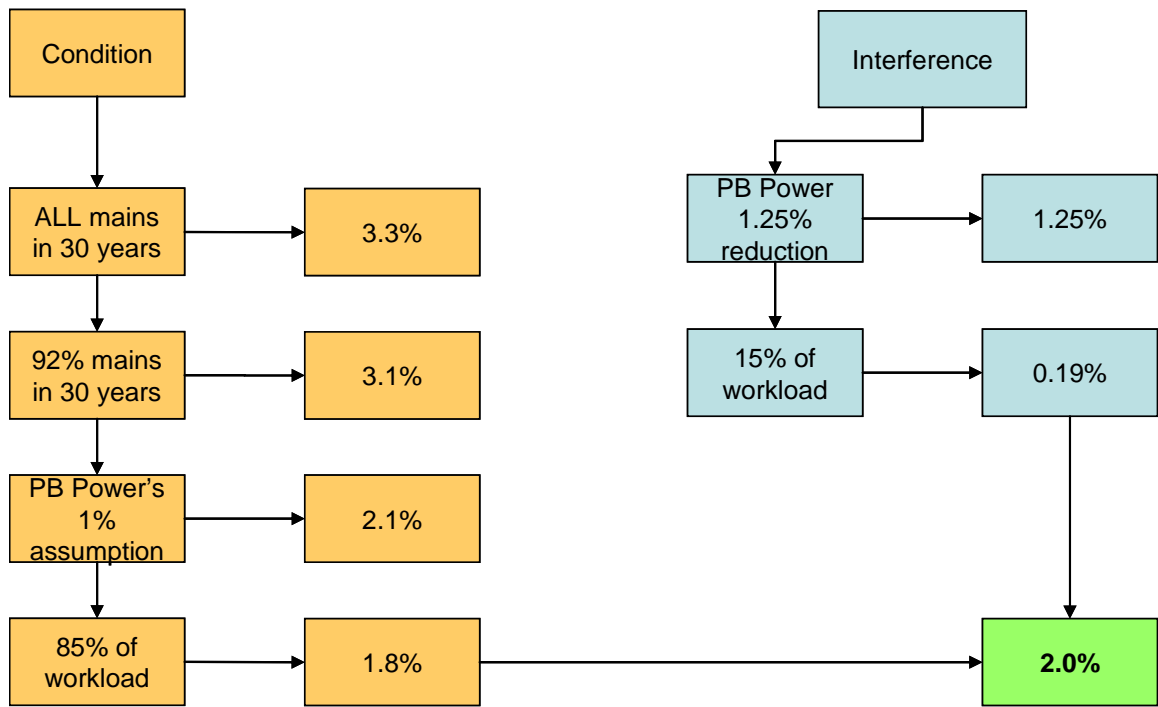 Condition
ALL mains
in 30 years
3.3%
92% mains
in 30 years
3.1%
PB Power’s
1%
assumption
2.1%
85% of
workload
1.8%
Interference
PB Power
1.25%
reduction
1.25%
15% of
workload
0.19%
2.0%